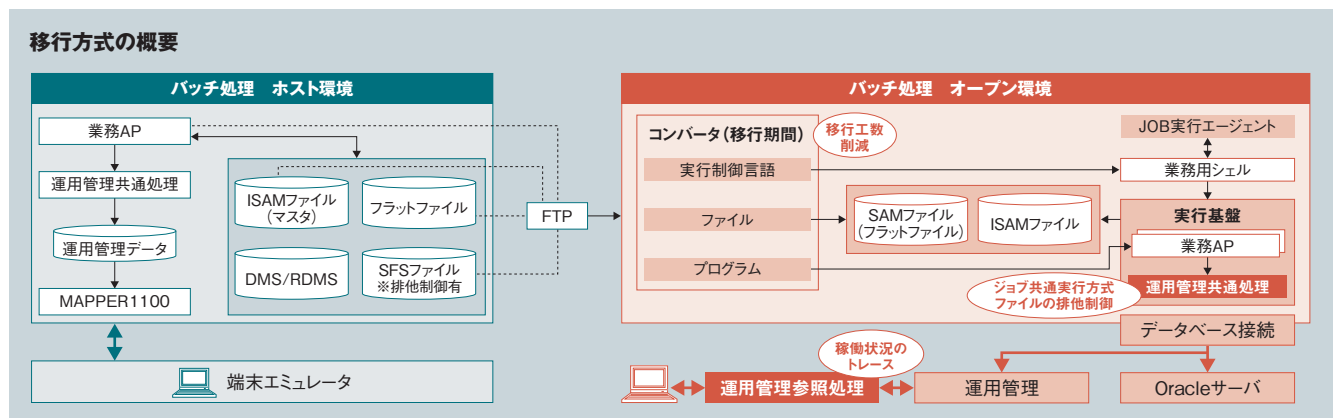 移行方式の概要
バッチ処理 ホスト環境
業務AP
運用管理共通処理
運用管理データ
MAPPER1100
ISAMファイル
(マスタ)
フラットファイル
DMS/RDMS
SFSファイル
※排他制御有
端末エミュレータ
FTP
バッチ処理 オープン環境
コンバータ(移行期間)
移行工数
削減
実行制御言語
ファイル
プログラム
SAMファイル
(フラットファイル)
ISAMファイル
JOB実行エージェント
業務用シェル
実行基盤
業務AP
運用管理共通処理
ジョブ共通実行方式
ファイルの排他制御
データベース接続
稼働状況の
トレース
運用管理参照処理
運用管理
Oracleサーバ